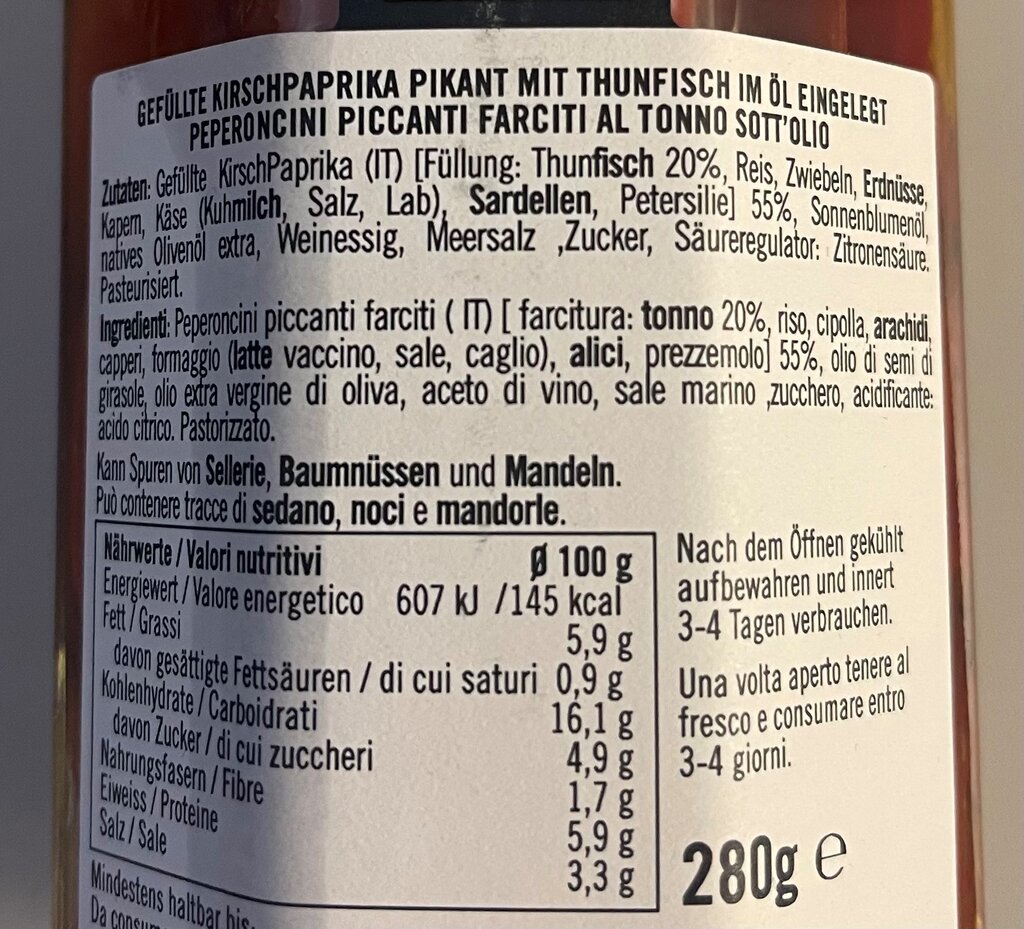 GEFÜLLTE KIRSCHPAPRIKA PIKANT MIT THUNFISCH IM ÖL EINGELEGT
PEPERONCINI PICCANTI FARCITI AL TONNO SOTT'OLIO
Zutaten: Gefüllte KirschPaprika (IT) [Füllung: Thunfisch 20%, Reis, Zwiebeln, Erdnüsse,
Kapern, Käse (Kuhmilch, Salz, Lab), Sardellen, Petersilie] 55%, Sonnenblumenöl,
natives Olivenöl extra, Weinessig, Meersalz ,Zucker, Säureregulator: Zitronensäure.
Pasteurisiert.
Ingredienti: Peperoncini piccanti farciti ( IT) [ farcitura: tonno 20%, riso, cipolla, arachidi,
capperi, formaggio (latte vaccino, sale, caglio), alici, prezzemolo] 55%, olio di semi di
girasole, olio extra vergine di oliva, aceto di vino, sale marino ,zucchero, acidificante:
acido citrico. Pastorizzato.
Kann Spuren von Sellerie, Baumnüssen und Mandeln.
Può contenere tracce di sedano, noci e mandorle.
Nährwerte / Valori nutritivi Ø 100 g
Energiewert / Valore energetico 607 kJ /145 kcal
Fett / Grassi 5,9 g
davon gesättigte Fettsäuren / di cui saturi 0,9 g
Kohlenhydrate / Carboidrati 16,1 g
davon Zucker / di cui zuccheri 4,9 g
Nahrungsfasern / Fibre 1,7 g
Eiweiss / Proteine 5,9 g
Salz / Sale 3,3 g
Nach dem Öffnen gekühlt
aufbewahren und innert
3-4 Tagen verbrauchen.
Una volta aperto tenere al
fresco e consumare entro
3-4 giorni.
280g e
Mindestens haltbar bis
Da